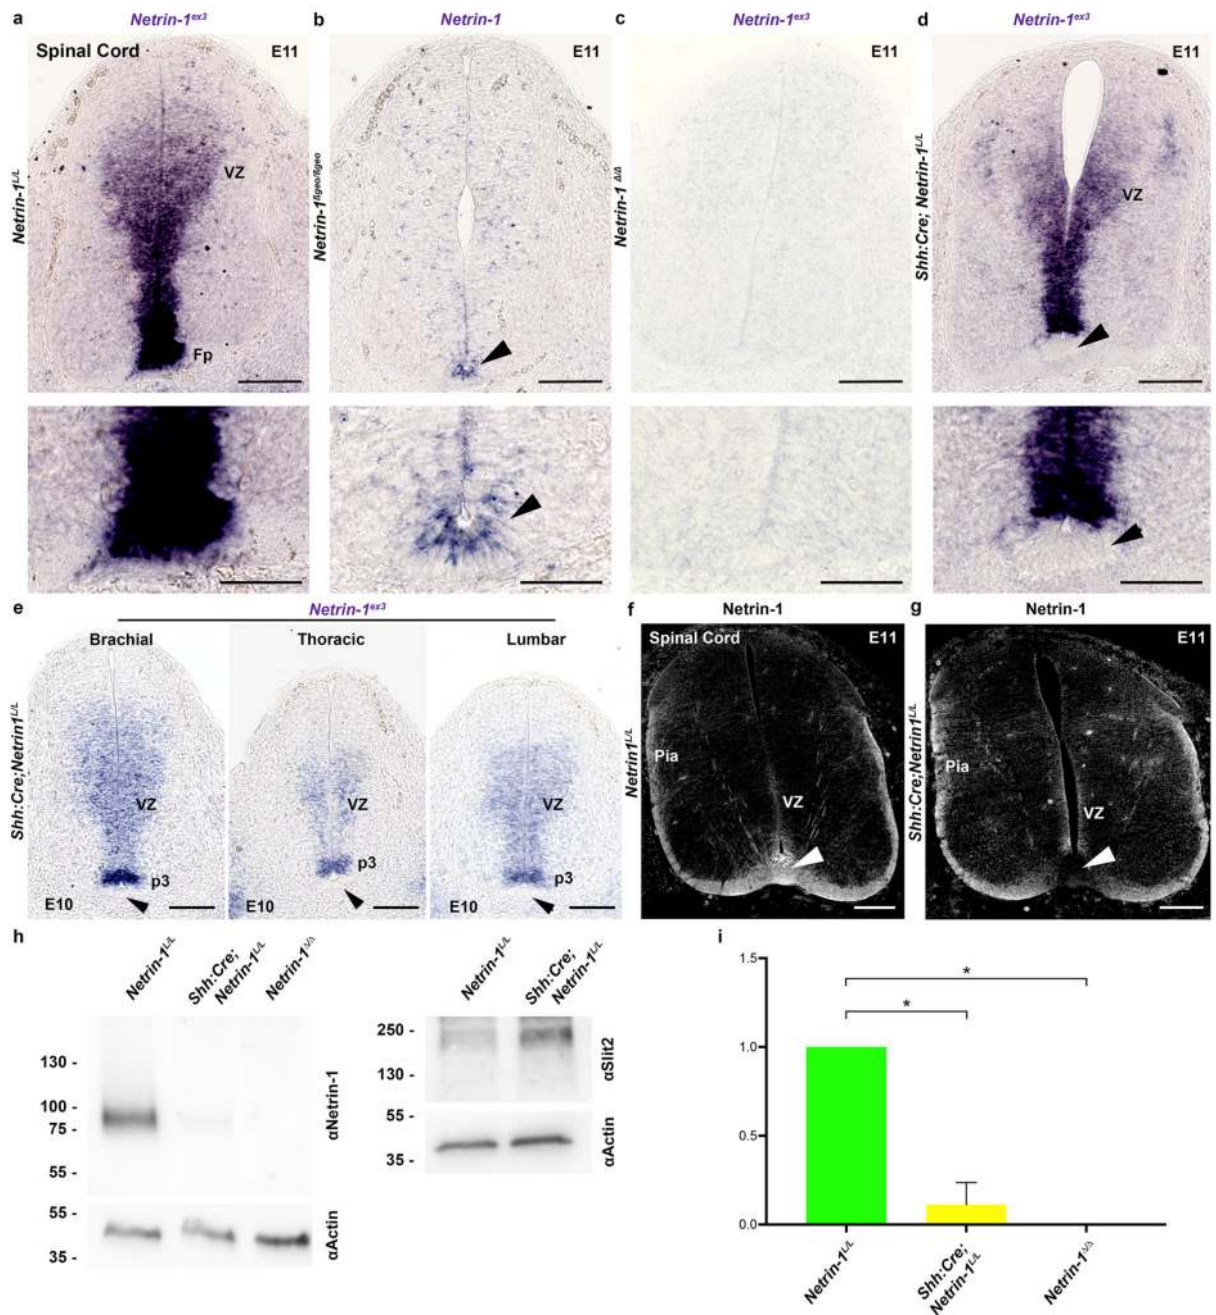 a
Netrin-1ex3
b
Netrin-1
c
Netrin-1ex3
d
Netrin-1ex3
Spinal Cord
E11
E11
E11
E11
Netrin-1L/L
VZ
Fp
Netrin-1βgeo/βgeo
Netrin-1 Δ/Δ
Shh:Cre; Netrin-1L/L
VZ
e
Netrin-1ex3
Brachial
Thoracic
Lumbar
Shh:Cre;Netrin1L/L
VZ
VZ
VZ
p3
p3
p3
E10
E10
E10
f
Netrin-1
Spinal Cord
E11
Netrin1L/L
Pia
VZ
g
Netrin-1
E11
Shh:Cre;Netrin1L/L
Pia
VZ
h
Netrin-1L/L
Shh:Cre;
Netrin-1L/L
Netrin-1Δ/Δ
130 -
100 -
75 -
55 -
αNetrin-1
55 -
35 -
αActin
Netrin-1L/L
Shh:Cre;
Netrin-1L/L
250 -
130 -
αSlit2
55 -
35 -
αActin
i
1.5
1.0
0.5
0.0
*
*
Netrin-1L/L
Shh:Cre;
Netrin-1L/L
Netrin-1Δ/Δ